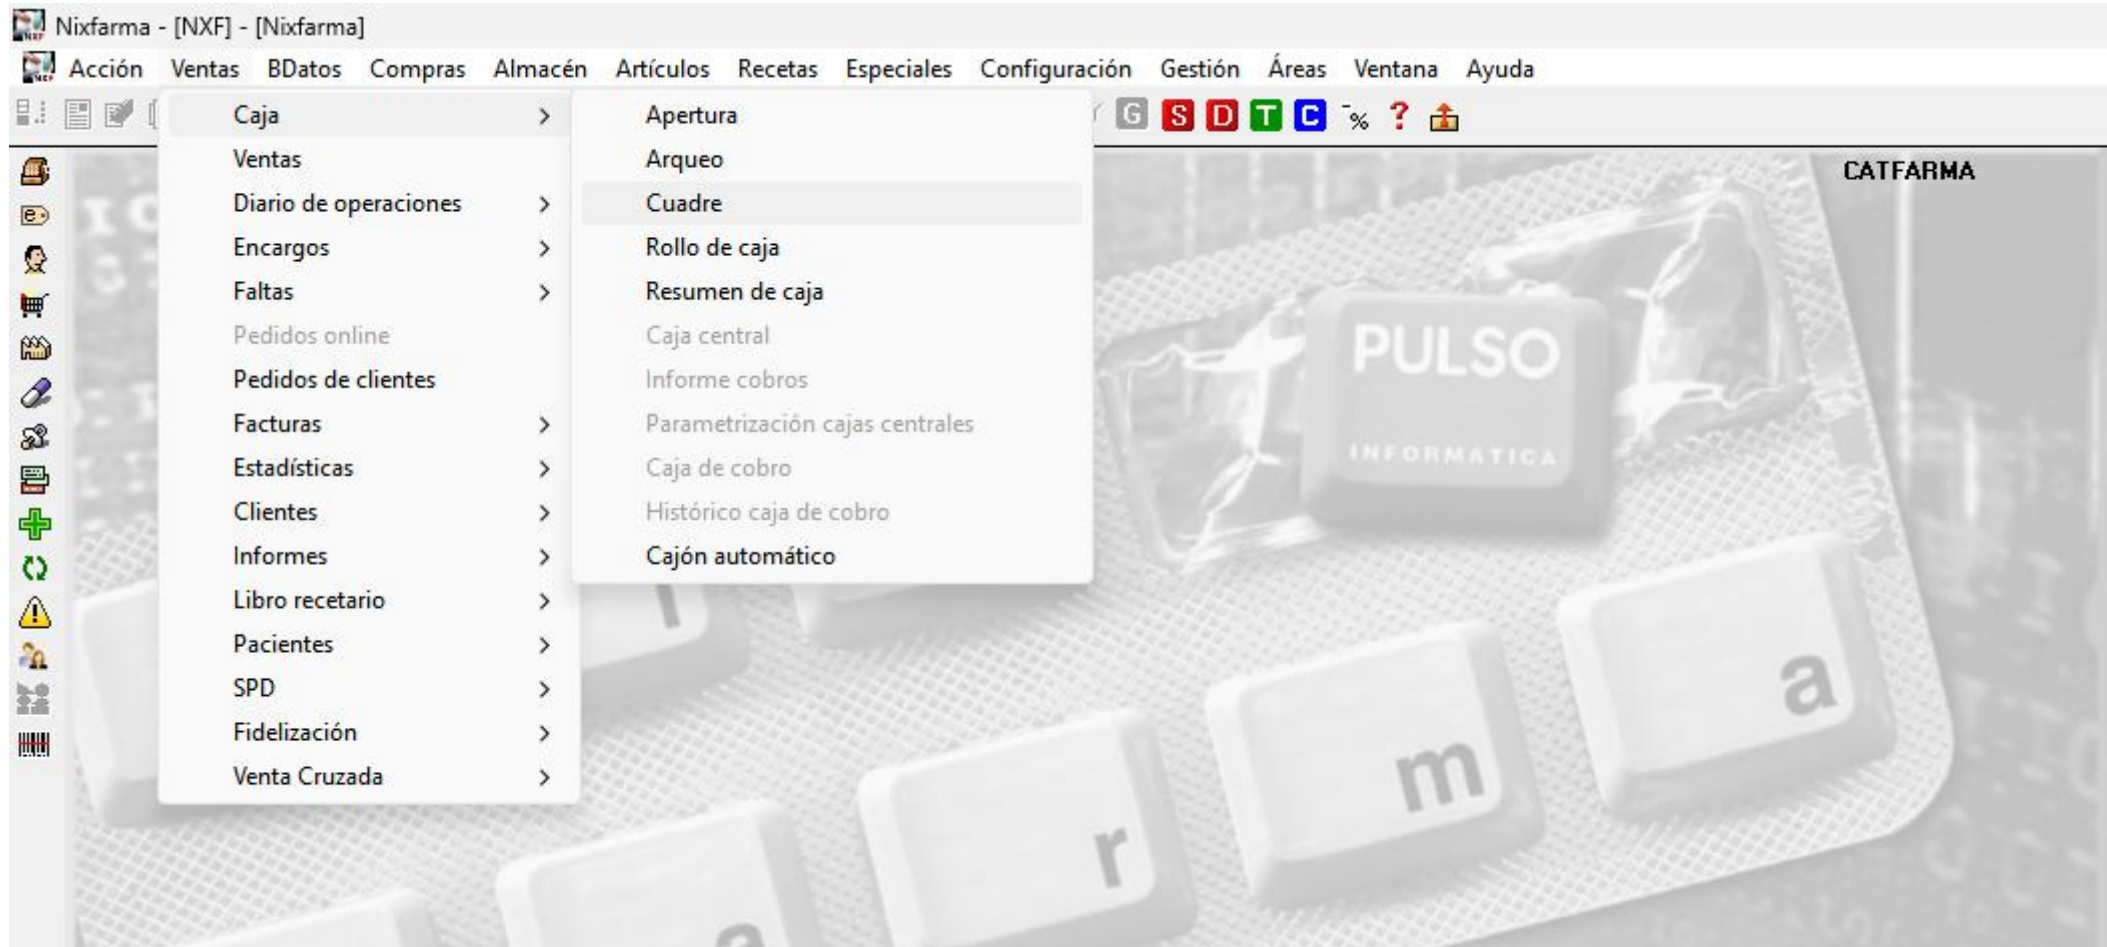 Nixfarma - [NXF] - [Nixfarma]
Acción Ventas BDatos Compras Almacén Artículos Recetas Especiales Configuración Gestión Áreas Ventana Ayuda
G S D T C % ?
Caja
Ventas
Diario de operaciones
Encargos
Faltas
Pedidos online
Pedidos de clientes
Facturas
Estadísticas
Clientes
Informes
Libro recetario
Pacientes
SPD
Fidelización
Venta Cruzada
Apertura
Arqueo
Cuadre
Rollo de caja
Resumen de caja
Caja central
Informe cobros
Parametrización cajas centrales
Caja de cobro
Histórico caja de cobro
Cajón automático
CATFARMA
PULSO
INFORMATICA
a r m a